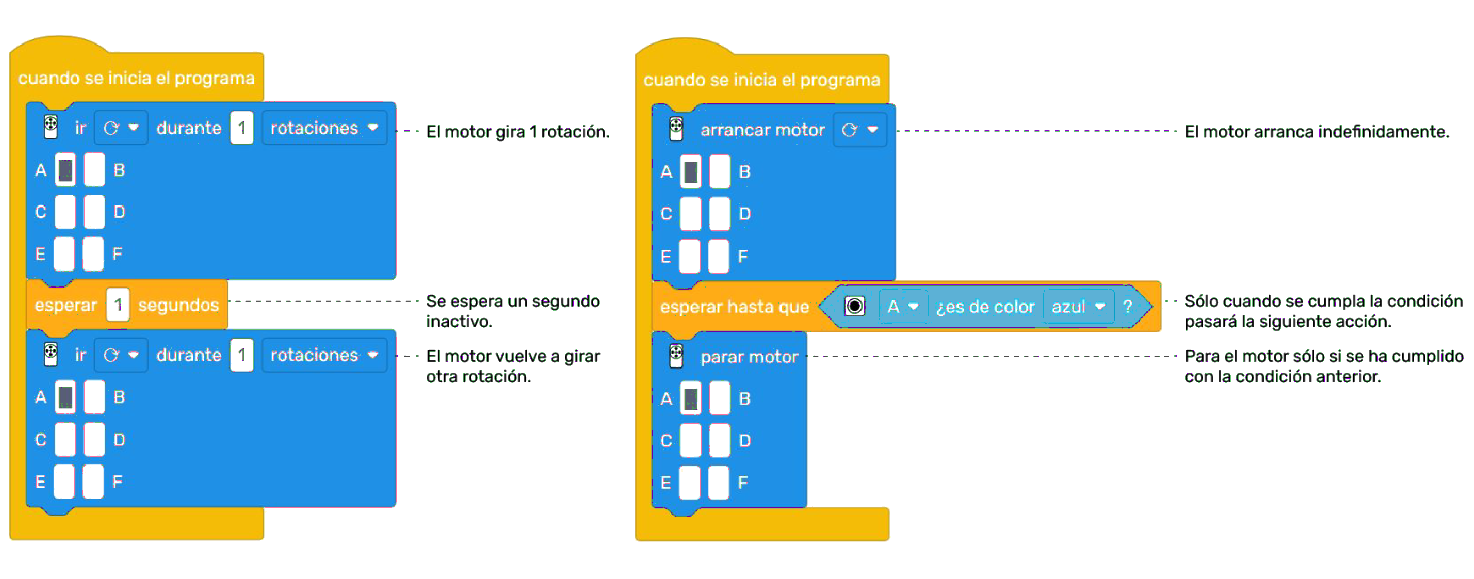 cuando se inicia el programa
ir durante 1 rotaciones
A B
C D
E F
esperar 1 segundos
ir durante 1 rotaciones
A B
C D
E F
El motor gira 1 rotación.
Se espera un segundo
inactivo.
El motor vuelve a girar
otra rotación.
cuando se inicia el programa
arrancar motor
A B
C D
E F
esperar hasta que A ¿es de color azul ?
parar motor
A B
C D
E F
El motor arranca indefinidamente.
Sólo cuando se cumpla la condición
pasará la siguiente acción.
Para el motor sólo si se ha cumplido
con la condición anterior.